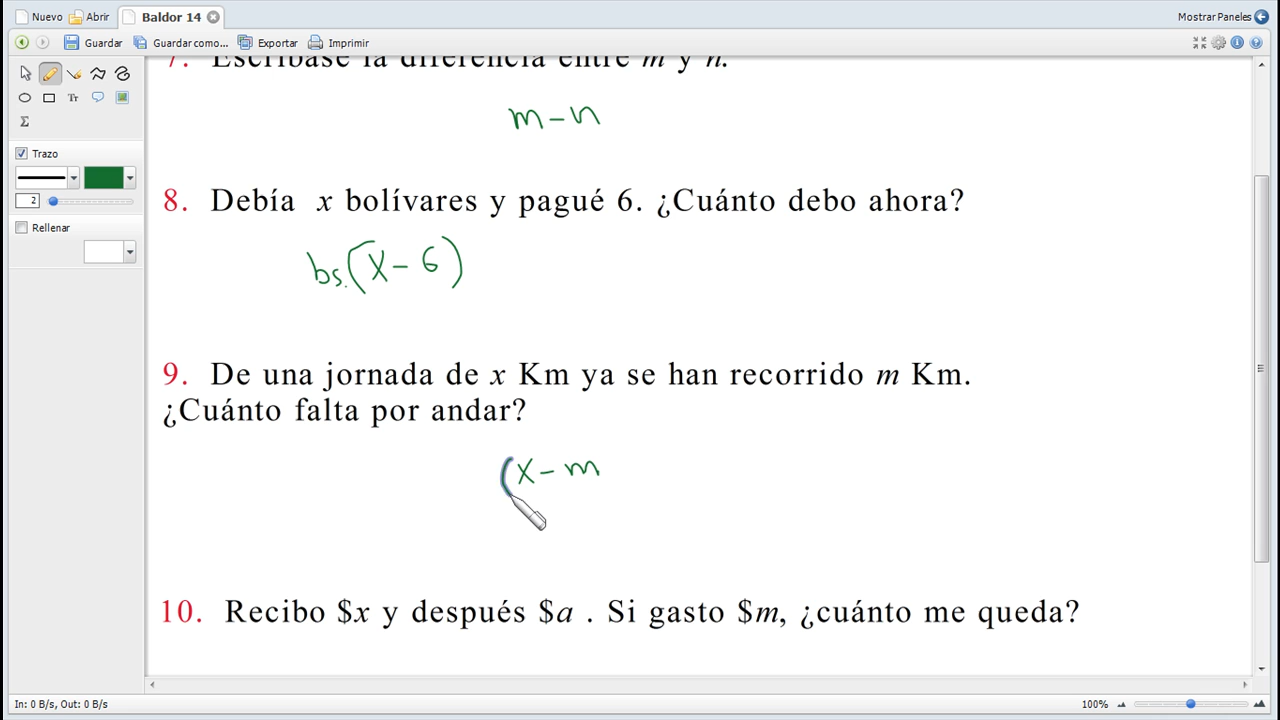 Nuevo Abrir Baldor 14 Mostrar Paneles
Guardar Guardar como... Exportar Imprimir
7. Escríbase la diferencia entre m y n.
m - n
Tr
Σ
Trazo
2
Rellenar
8. Debía x bolívares y pagué 6. ¿Cuánto debo ahora?
bs.(x - 6)
9. De una jornada de x Km ya se han recorrido m Km.
¿Cuánto falta por andar?
(x - m
10. Recibo $x y después $a . Si gasto $m, ¿cuánto me queda?
In: 0 B/s, Out: 0 B/s 100%